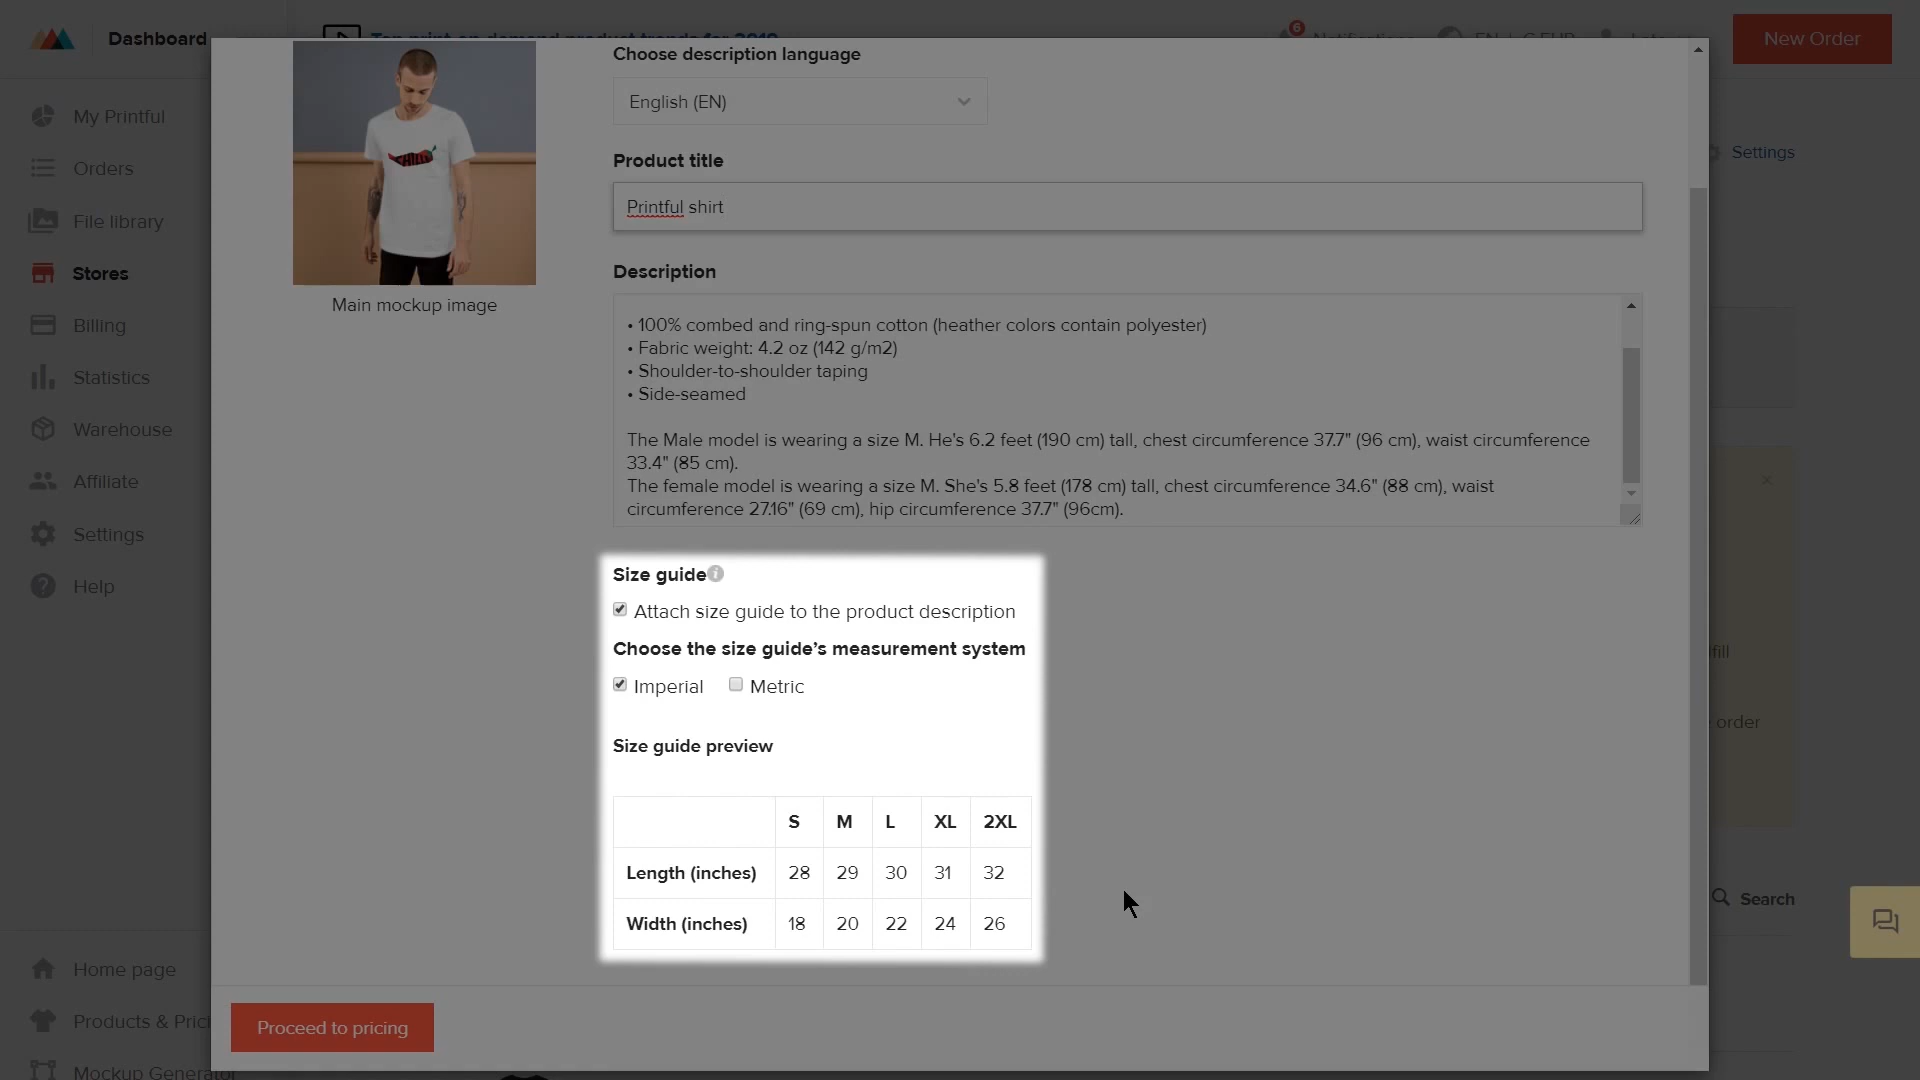 Dashboard
Top print-on-demand product trends for 2019
6
Notifications
New Order
My Printful
Orders
File library
Stores
Billing
Statistics
Warehouse
Affiliate
Settings
Help
Home page
Products & Prici
Mockup Generator
CHILLI
Main mockup image
Choose description language
English (EN)
Product title
Printful shirt
Description
• 100% combed and ring-spun cotton (heather colors contain polyester)
• Fabric weight: 4.2 oz (142 g/m2)
• Shoulder-to-shoulder taping
• Side-seamed
The Male model is wearing a size M. He's 6.2 feet (190 cm) tall, chest circumference 37.7" (96 cm), waist circumference
33.4" (85 cm).
The female model is wearing a size M. She's 5.8 feet (178 cm) tall, chest circumference 34.6" (88 cm), waist
circumference 27.16" (69 cm), hip circumference 37.7" (96cm).
Size guide
Attach size guide to the product description
Choose the size guide’s measurement system
Imperial Metric
Size guide preview
S M L XL 2XL
Length (inches) 28 29 30 31 32
Width (inches) 18 20 22 24 26
Proceed to pricing
Settings
fill
order
Search